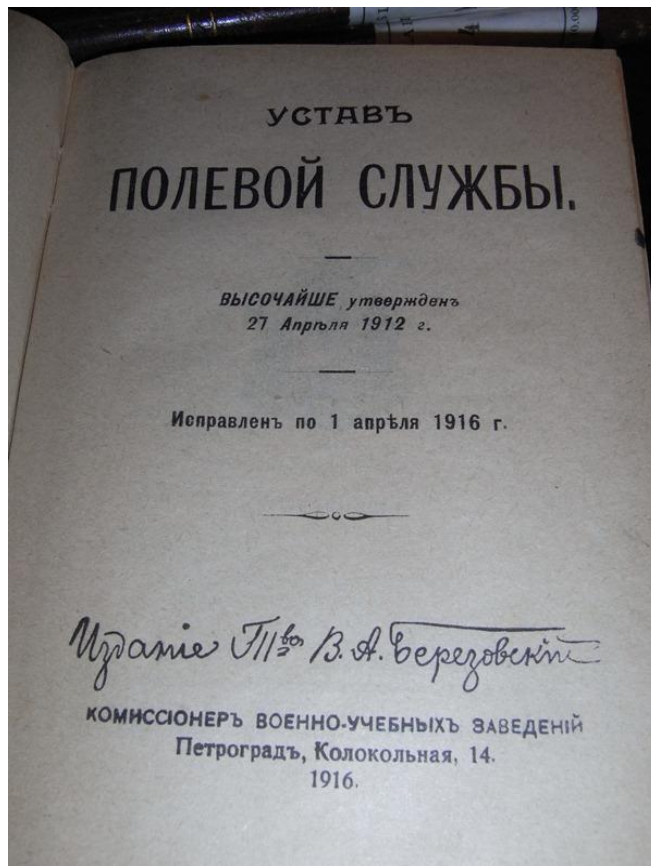 УСТАВЪ
ПОЛЕВОЙ СЛУЖБЫ.
ВЫСОЧАЙШЕ утвержденъ
27 Апрѣля 1912 г.
Исправленъ по 1 апрѣля 1916 г.
Изданіе Т-ва В. А. Березовскій
КОМИССІОНЕРЪ ВОЕННО-УЧЕБНЫХЪ ЗАВЕДЕНІЙ
Петроградъ, Колокольная, 14.
1916.